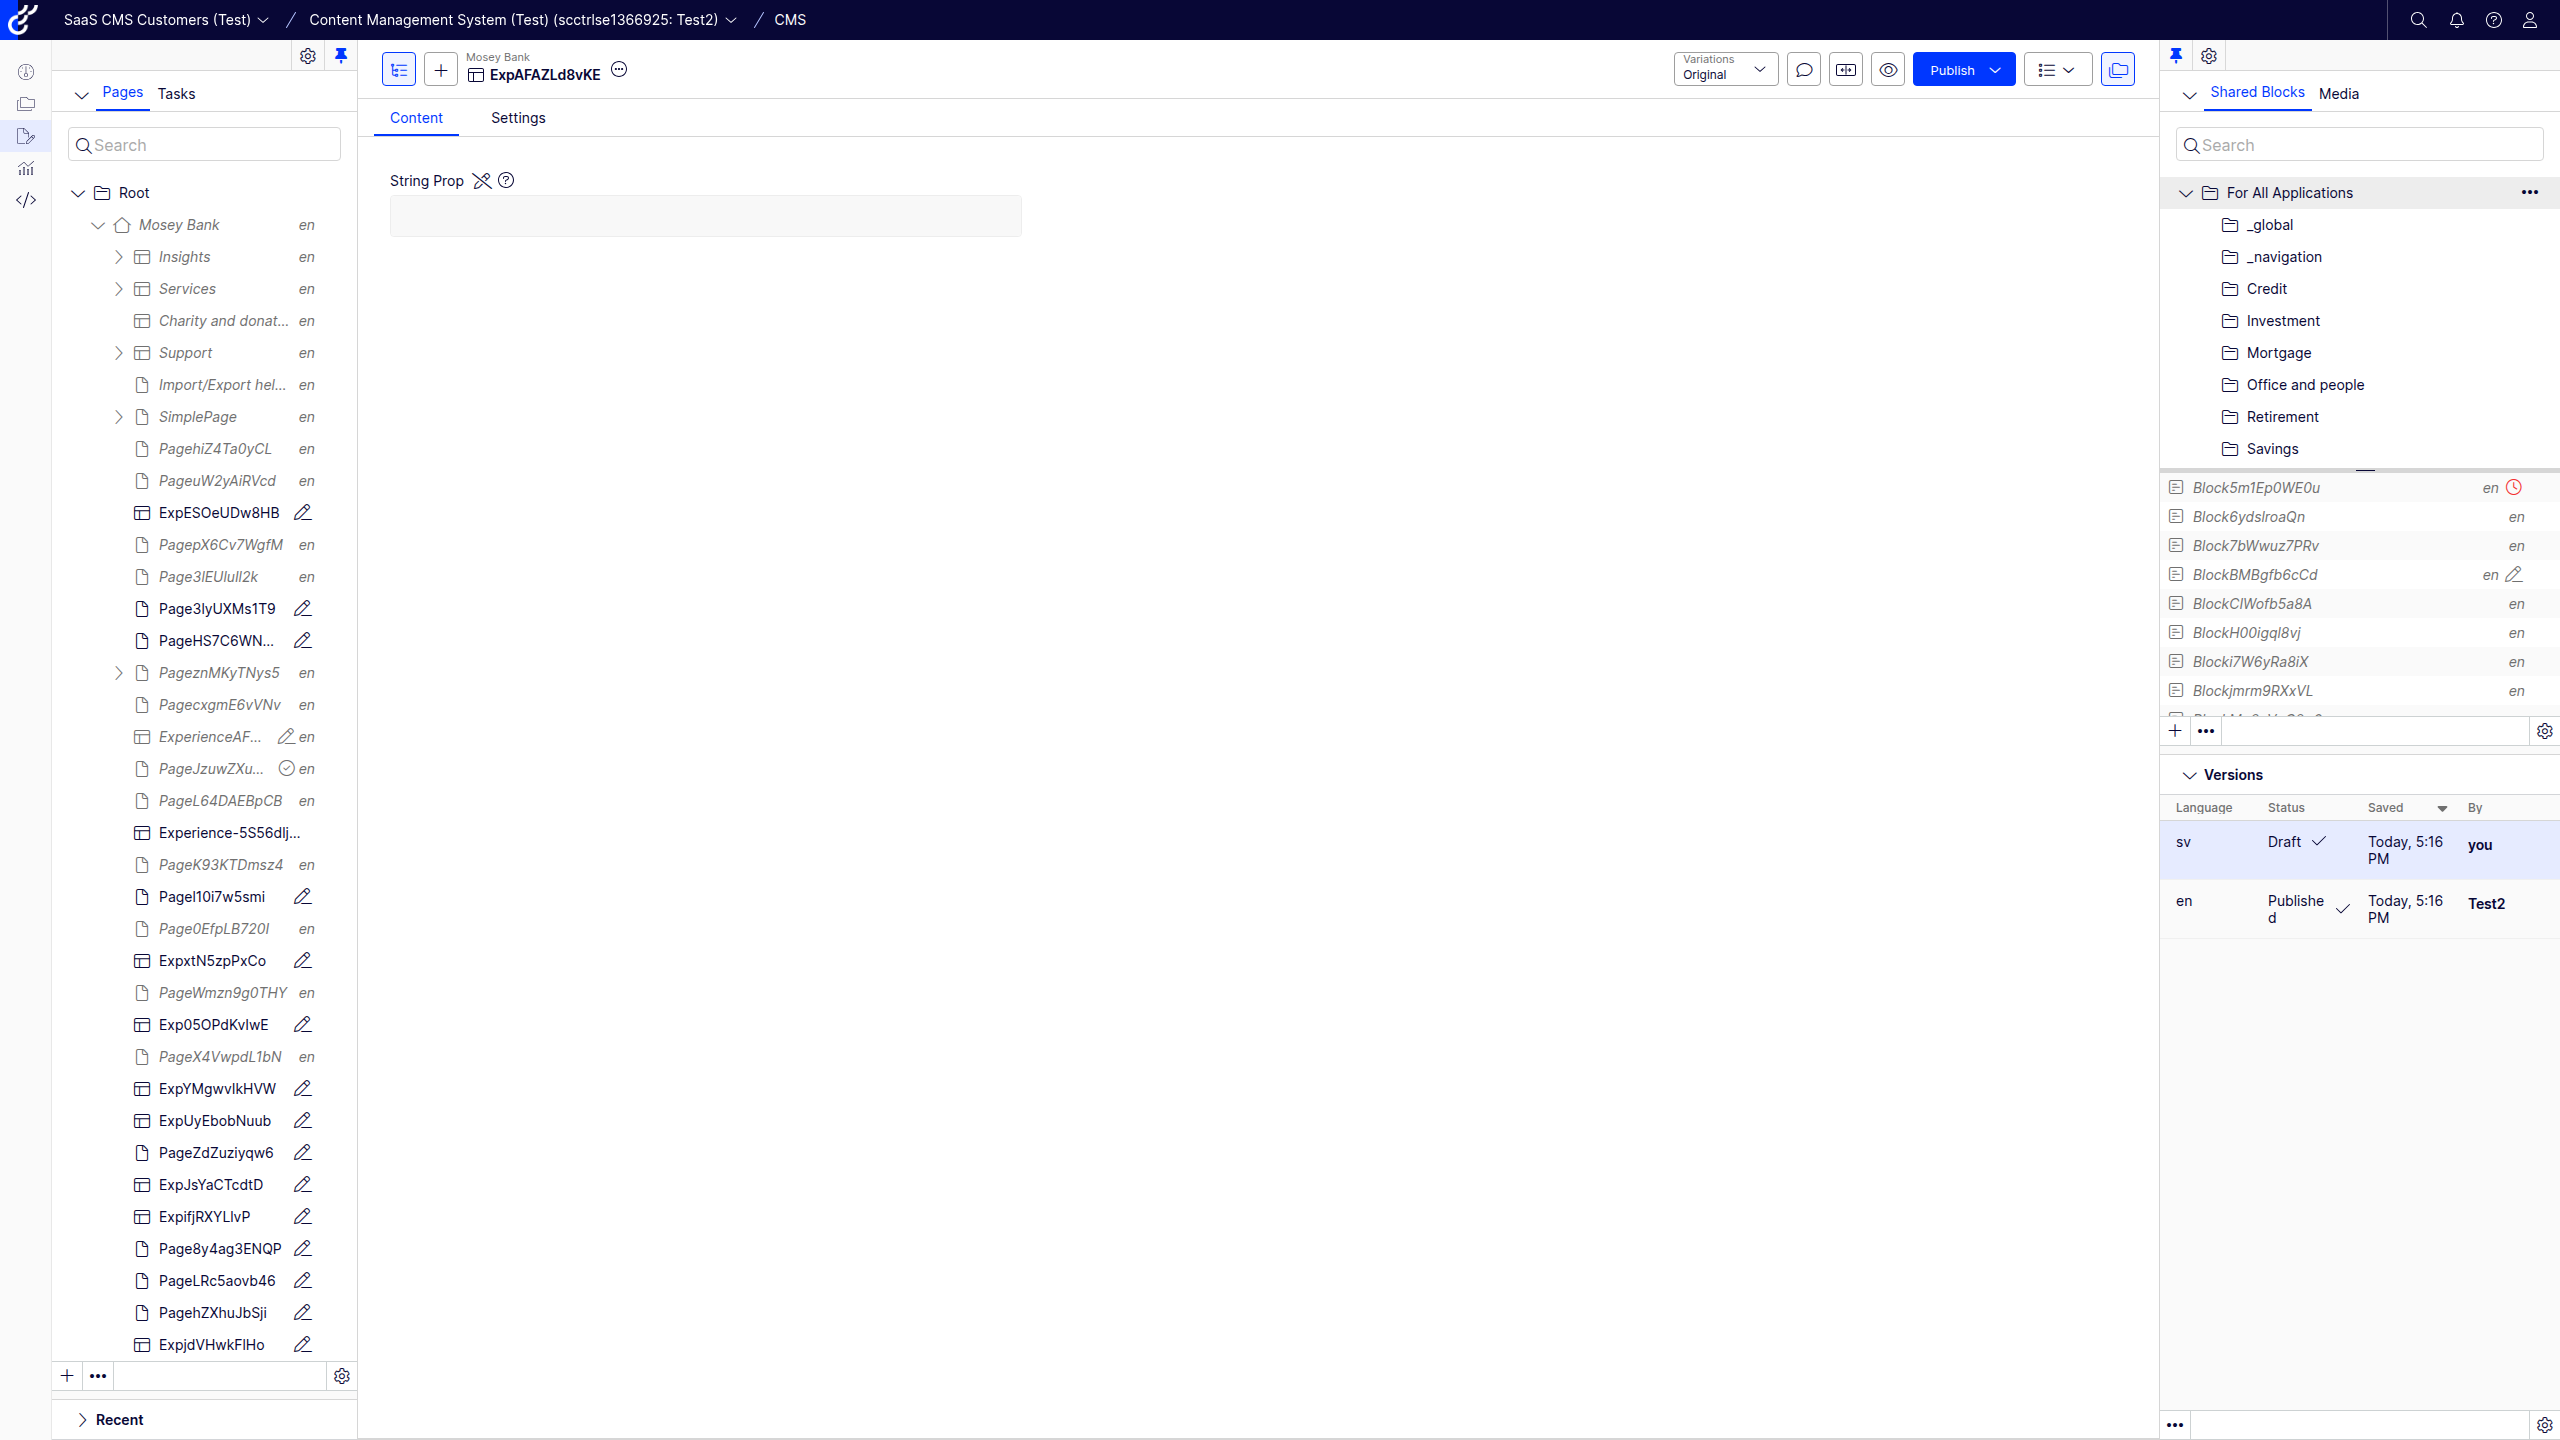 SaaS CMS Customers (Test) / Content Management System (Test) (scctrlse1366925: Test2) / CMS
Pages Tasks
Search
Root
Mosey Bank en
Insights en
Services en
Charity and donat... en
Support en
Import/Export hel... en
SimplePage en
PagehiZ4Ta0yCL en
PageuW2yAiRVcd en
ExpESOeUDw8HB
PagepX6Cv7WgfM en
Page3lEUluIl2k en
Page3lyUXMs1T9
PageHS7C6WN...
PageznMKyTNys5 en
PagecxgmE6vVNv en
ExperienceAF... en
PageJzuwZXu... en
PageL64DAEBpCB en
Experience-5S56dlj...
PageK93KTDmsz4 en
Pagel10i7w5smi
Page0EfpLB720I en
ExpxtN5zpPxCo
PageWmzn9g0THY en
Exp05OPdKvIwE
PageX4VwpdL1bN en
ExpYMgwvlkHVW
ExpUyEbobNuub
PageZdZuziyqw6
ExpJsYaCTcdtD
ExpifjRXYLlvP
Page8y4ag3ENQP
PageLRc5aovb46
PagehZXhuJbSji
ExpjdVHwkFlHo
Recent
Mosey Bank
ExpAFAZLd8vKE
Variations
Original
Publish
Content Settings
String Prop
Shared Blocks Media
Search
For All Applications
_global
_navigation
Credit
Investment
Mortgage
Office and people
Retirement
Savings
Block5m1Ep0WE0u en
Block6ydslroaQn en
Block7bWwuz7PRv en
BlockBMBgfb6cCd en
BlockClWofb5a8A en
BlockH00igql8vj en
Blocki7W6yRa8iX en
Blockjmrm9RXxVL en
Versions
Language Status Saved By
sv Draft Today, 5:16 PM you
en Published Today, 5:16 PM Test2